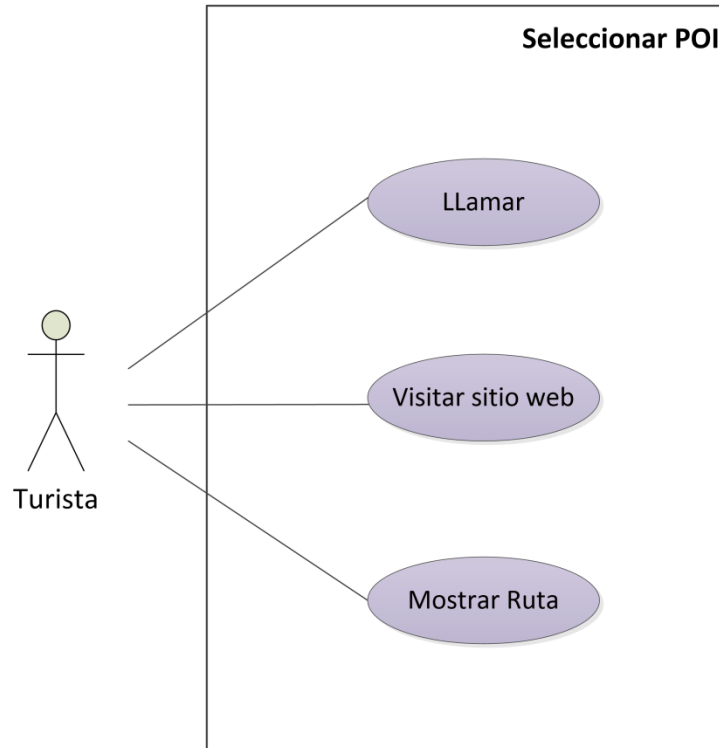 Seleccionar POI
LLamar
Visitar sitio web
Turista
Mostrar Ruta